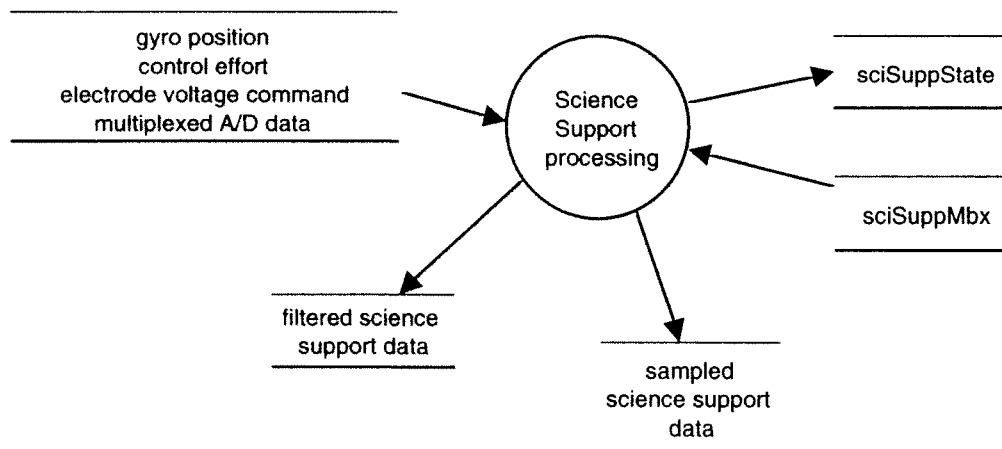 gyro position
control effort
electrode voltage command
multiplexed A/D data
Science
Support
processing
sciSuppState
sciSuppMbx
filtered science
support data
sampled
science support
data